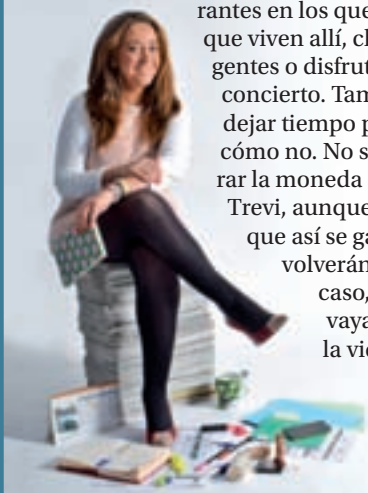 rantes en los que
que viven allí, cl
gentes o disfrut
concierto. Tam
dejar tiempo p
cómo no. No s
rar la moneda
Trevi, aunque
que así se ga
volverán
caso,
vaya
la vi